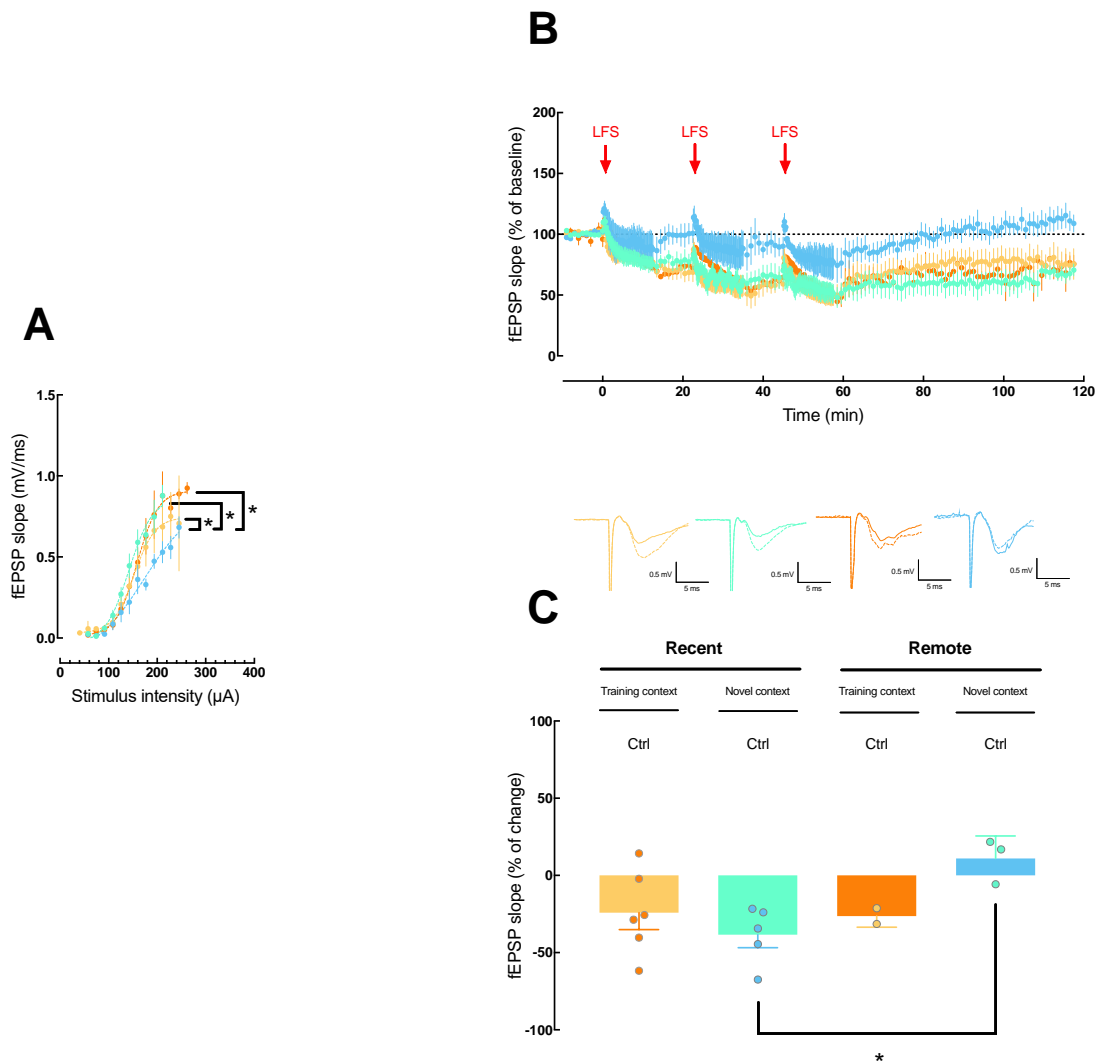 B
200
150
100
50
0
fEPSP slope (% of baseline)
LFS LFS LFS
0 20 40 60 80 100 120
Time (min)
A
1.5
1.0
0.5
0.0
fEPSP slope (mV/ms)
*
*
*
0 100 200 300 400
Stimulus intensity (µA)
0.5 mV 0.5 mV 0.5 mV 0.5 mV
5 ms 5 ms 5 ms 5 ms
C
Recent Remote
Training context Novel context Training context Novel context
Ctrl Ctrl Ctrl Ctrl
100
50
0
-50
-100
fEPSP slope (% of change)
*